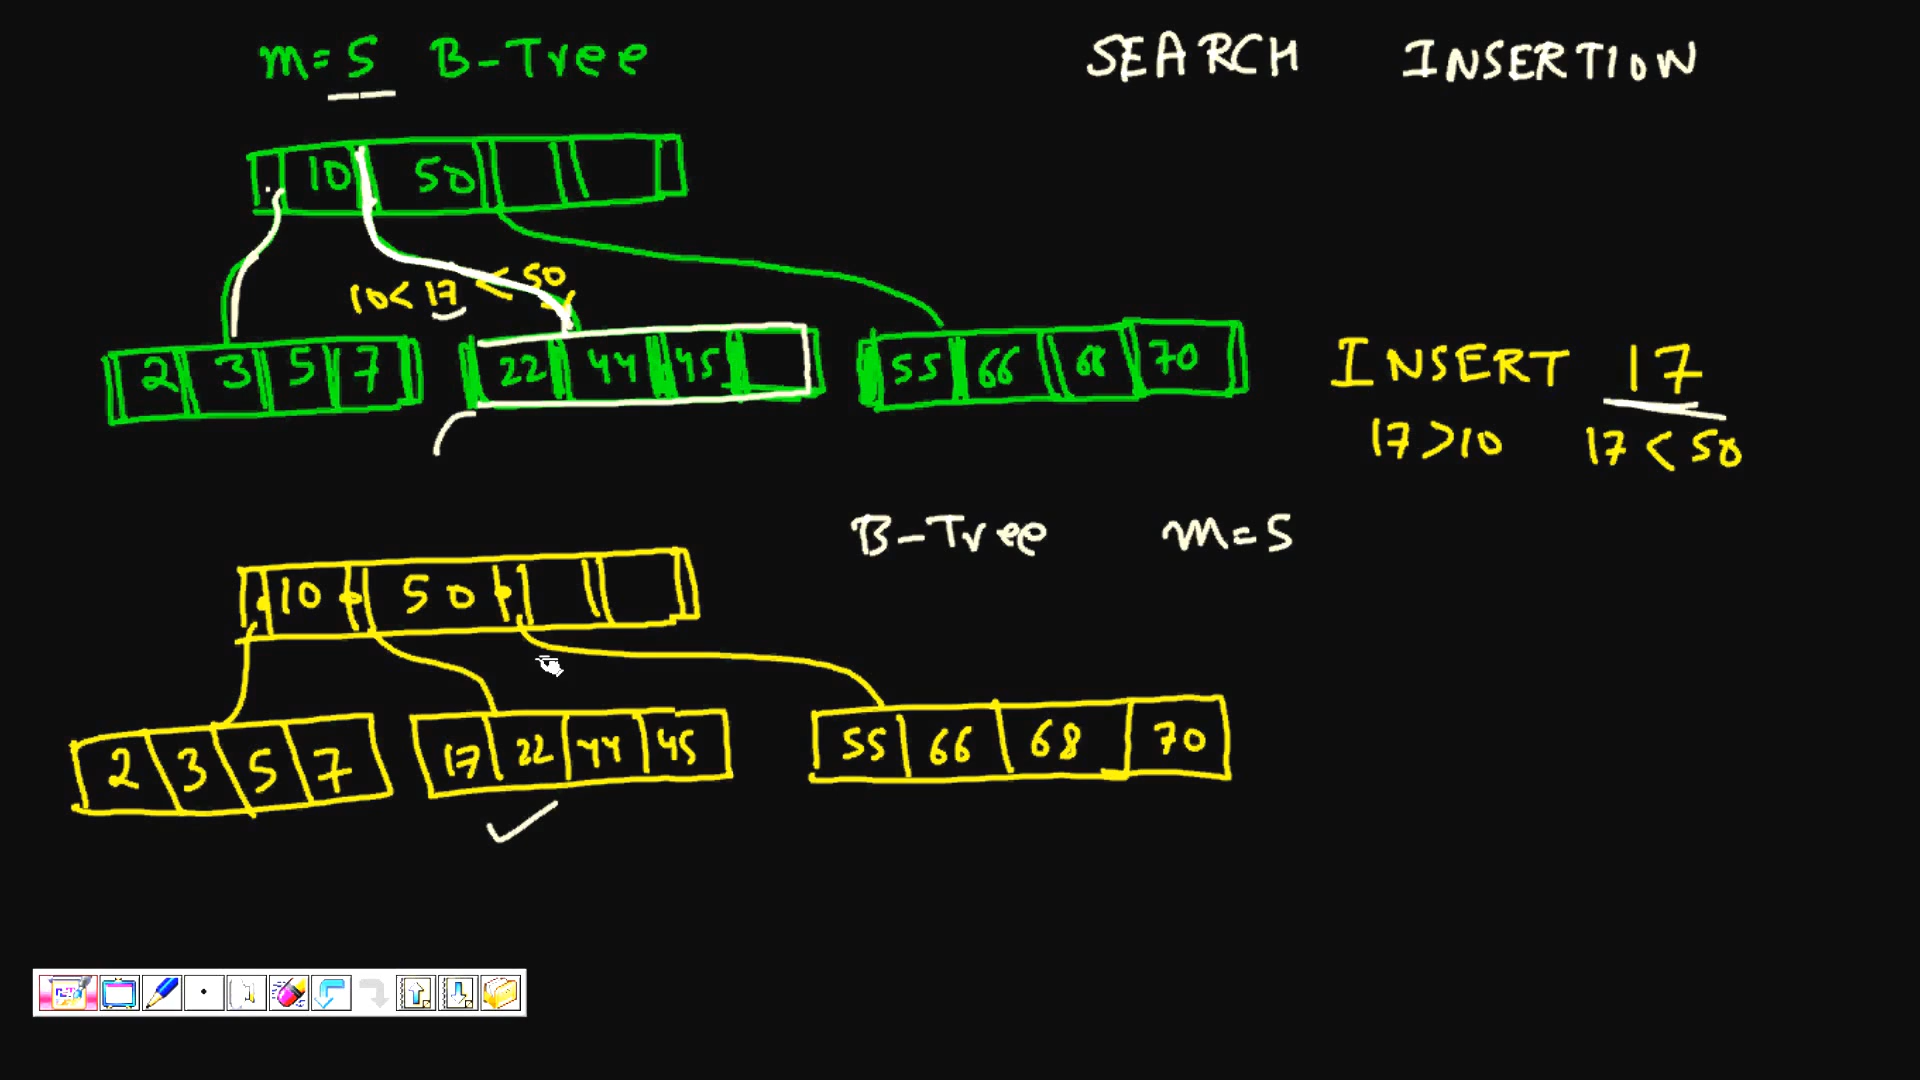 m=5 B-Tree SEARCH INSERTION
10 50
10<17 < 50
2 3 5 7 22 44 45 55 66 68 70
INSERT 17
17>10 17<50
B-Tree m=5
10 50
2 3 5 7 17 22 44 45 55 66 68 70